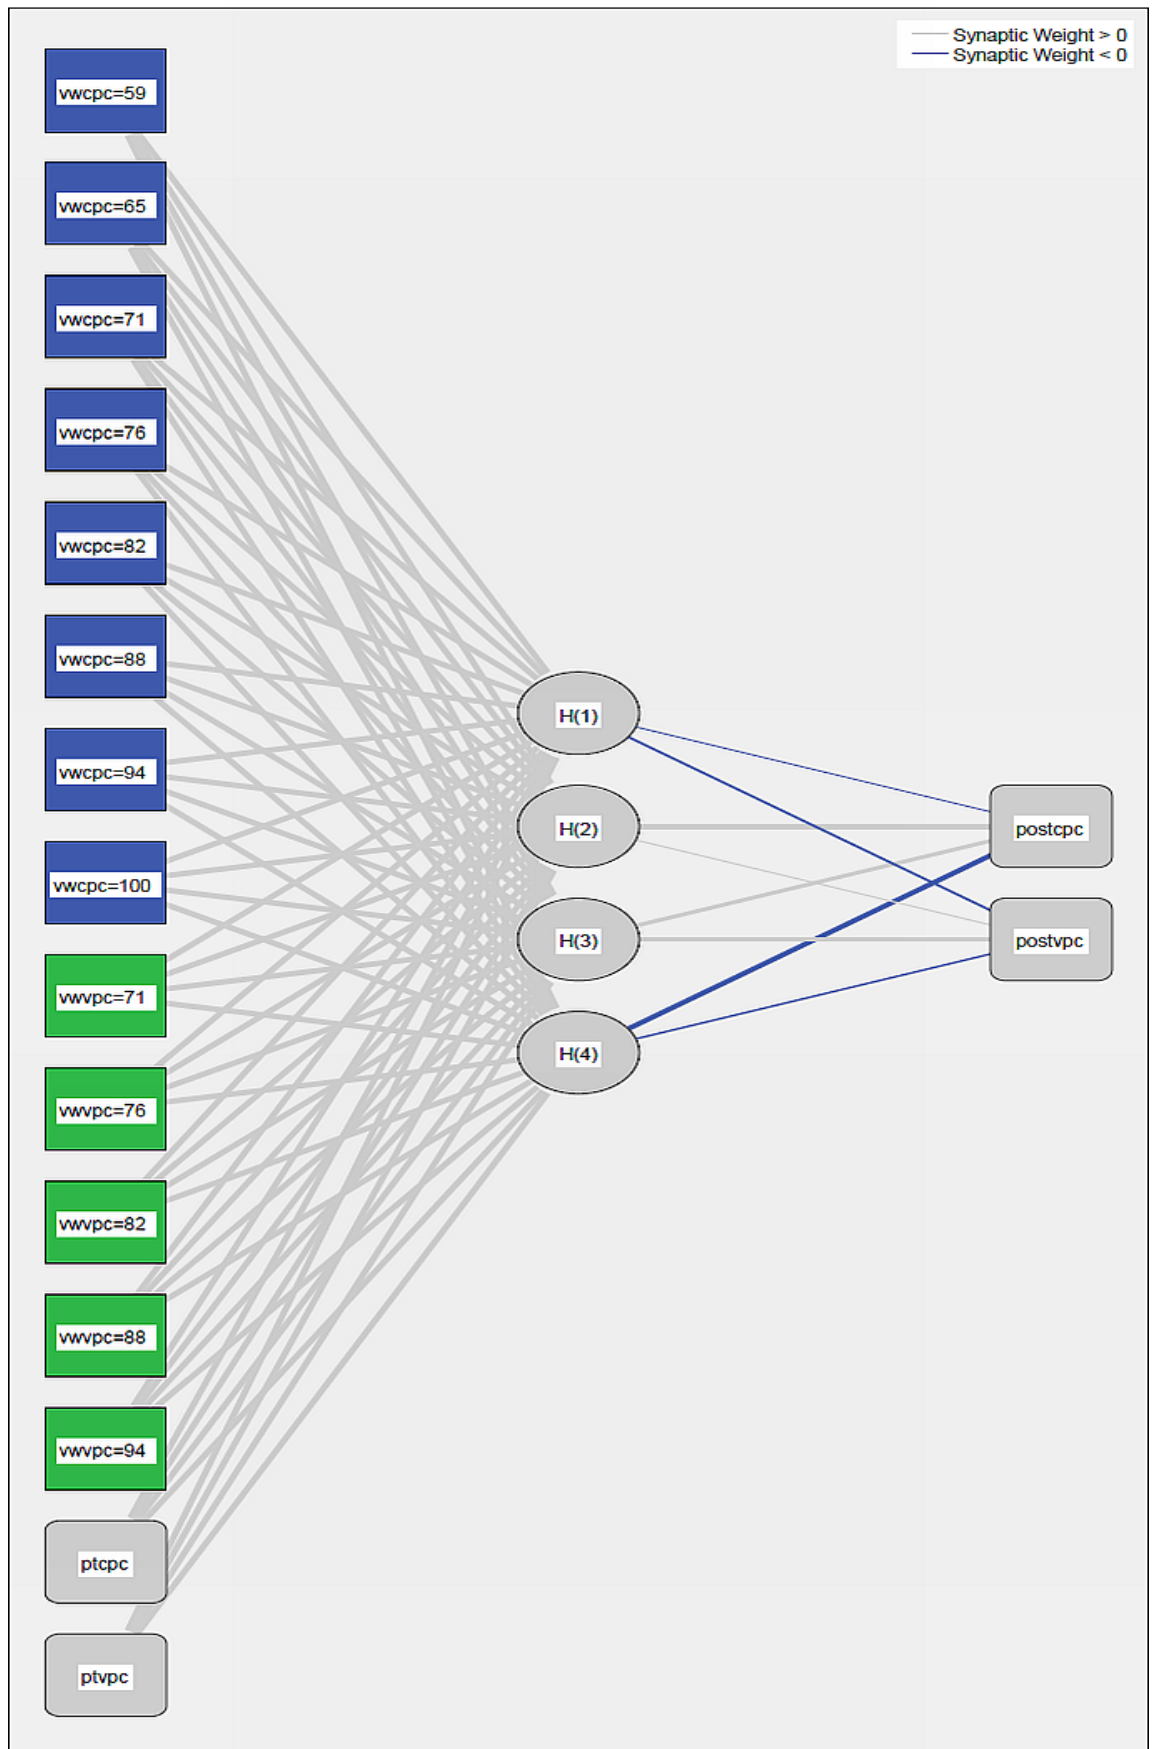 Synaptic Weight > 0
Synaptic Weight < 0
vwcpc=59
vwcpc=65
vwcpc=71
vwcpc=76
vwcpc=82
vwcpc=88
vwcpc=94
vwcpc=100
vwvpc=71
vwvpc=76
vwvpc=82
vwvpc=88
vwvpc=94
ptcpc
ptvpc
H(1)
H(2)
H(3)
H(4)
postcpc
postvpc